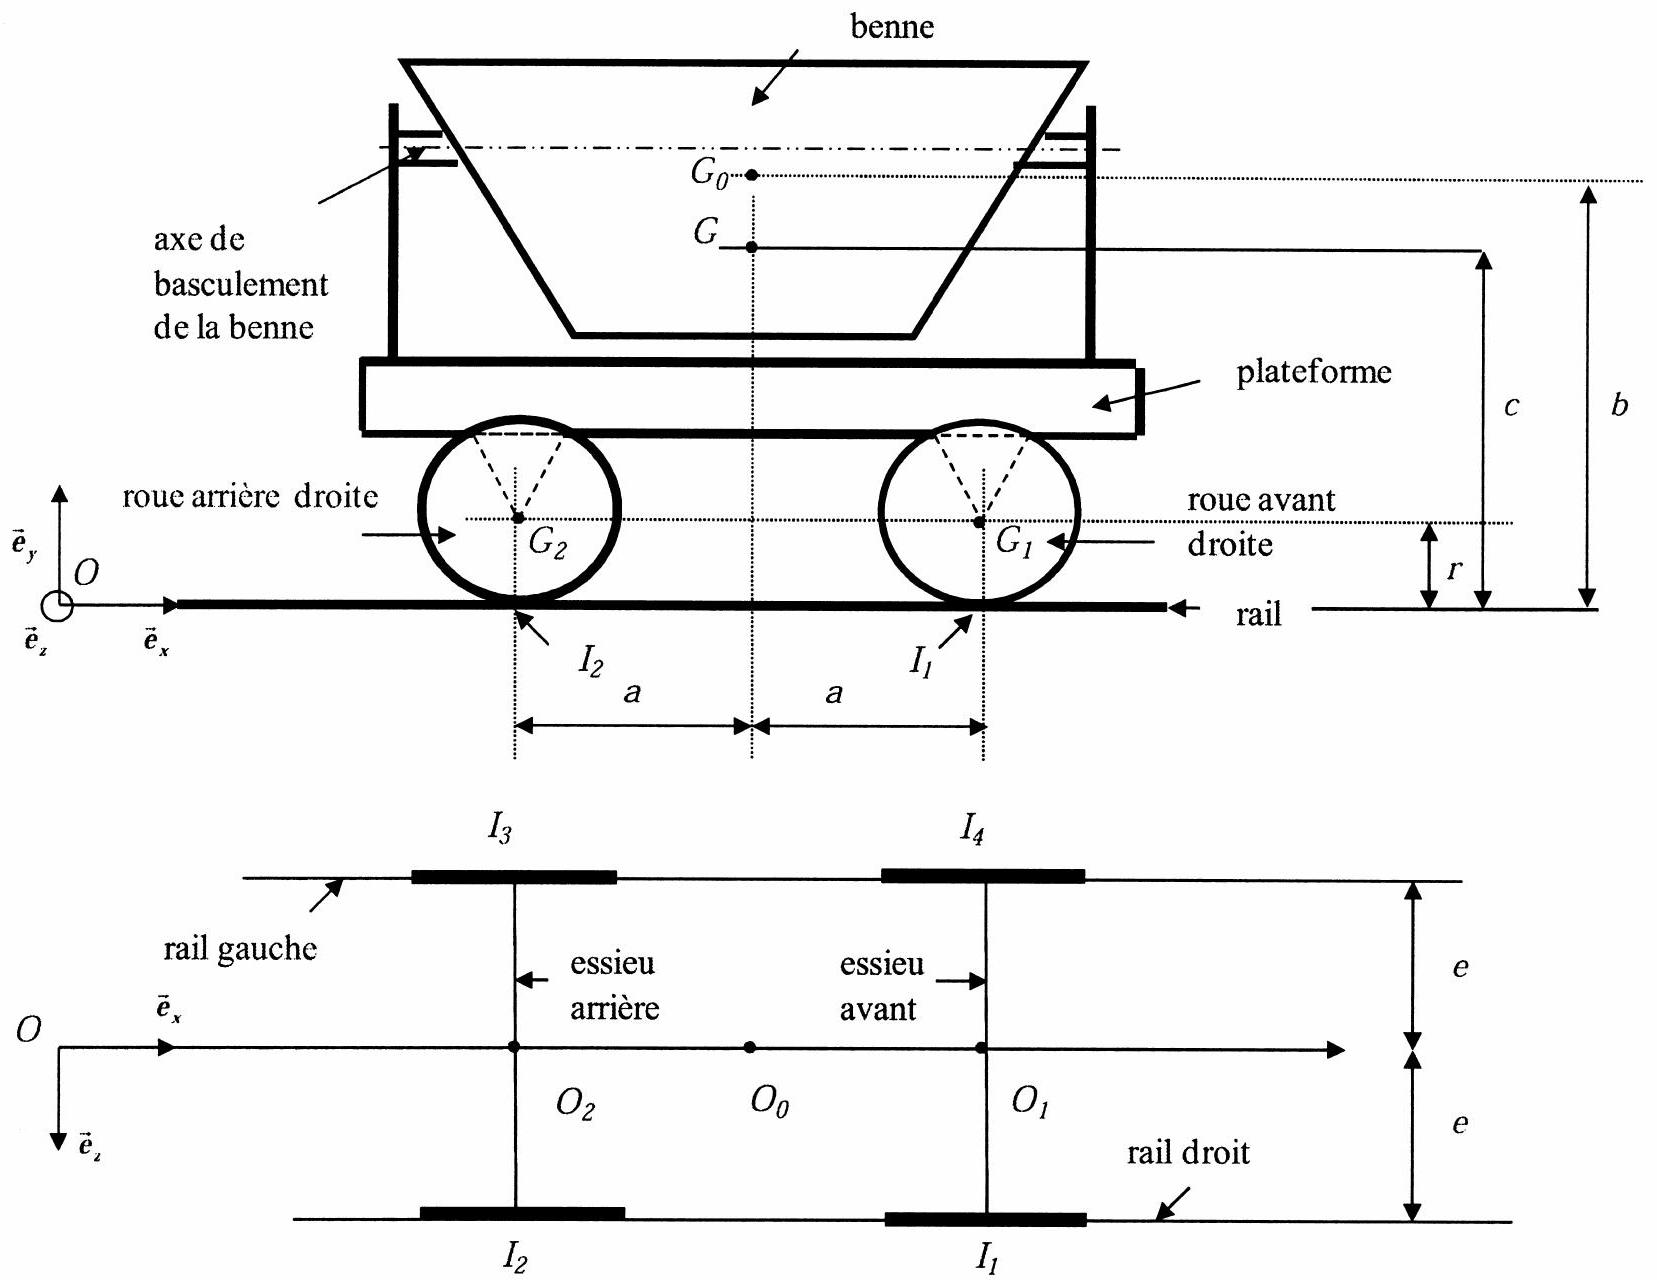 benne
G₀
G
axe de
basculement
de la benne
plateforme
c
b
roue arrière droite
roue avant
droite
G₂
G₁
r
e⃗y
O
e⃗z
e⃗x
rail
I₂
I₁
a
a
I₃
I₄
rail gauche
essieu
arrière
essieu
avant
e
e⃗x
O
O₂
O₀
O₁
e
e⃗z
rail droit
I₂
I₁